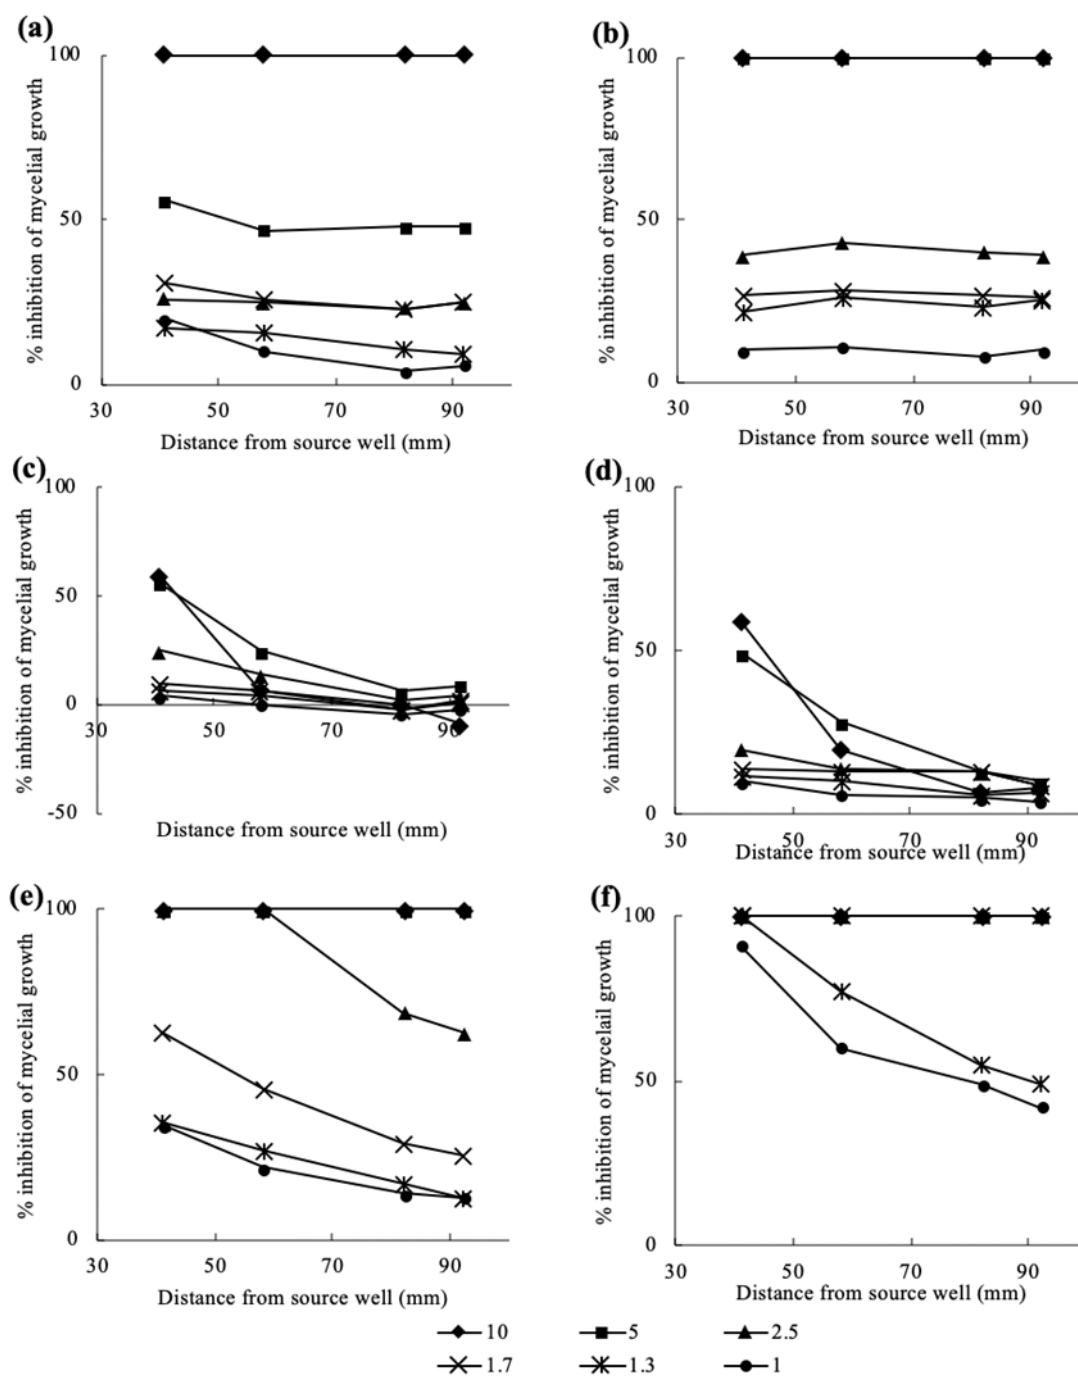 (a)
100
50
0
30 50 70 90
% inhibition of mycelial growth
Distance from source well (mm)
(b)
100
50
0
30 50 70 90
% inhibition of mycelial growth
Distance from source well (mm)
(c)
100
50
0
-50
30 50 70 90
% inhibition of mycelial growth
Distance from source well (mm)
(d)
100
50
0
30 50 70 90
% inhibition of mycelial growth
Distance from source well (mm)
(e)
100
50
0
30 50 70 90
% inhibition of mycelial growth
Distance from source well (mm)
(f)
100
50
0
30 50 70 90
% inhibition of mycelail growth
Distance from source well (mm)
10 5 2.5
1.7 1.3 1